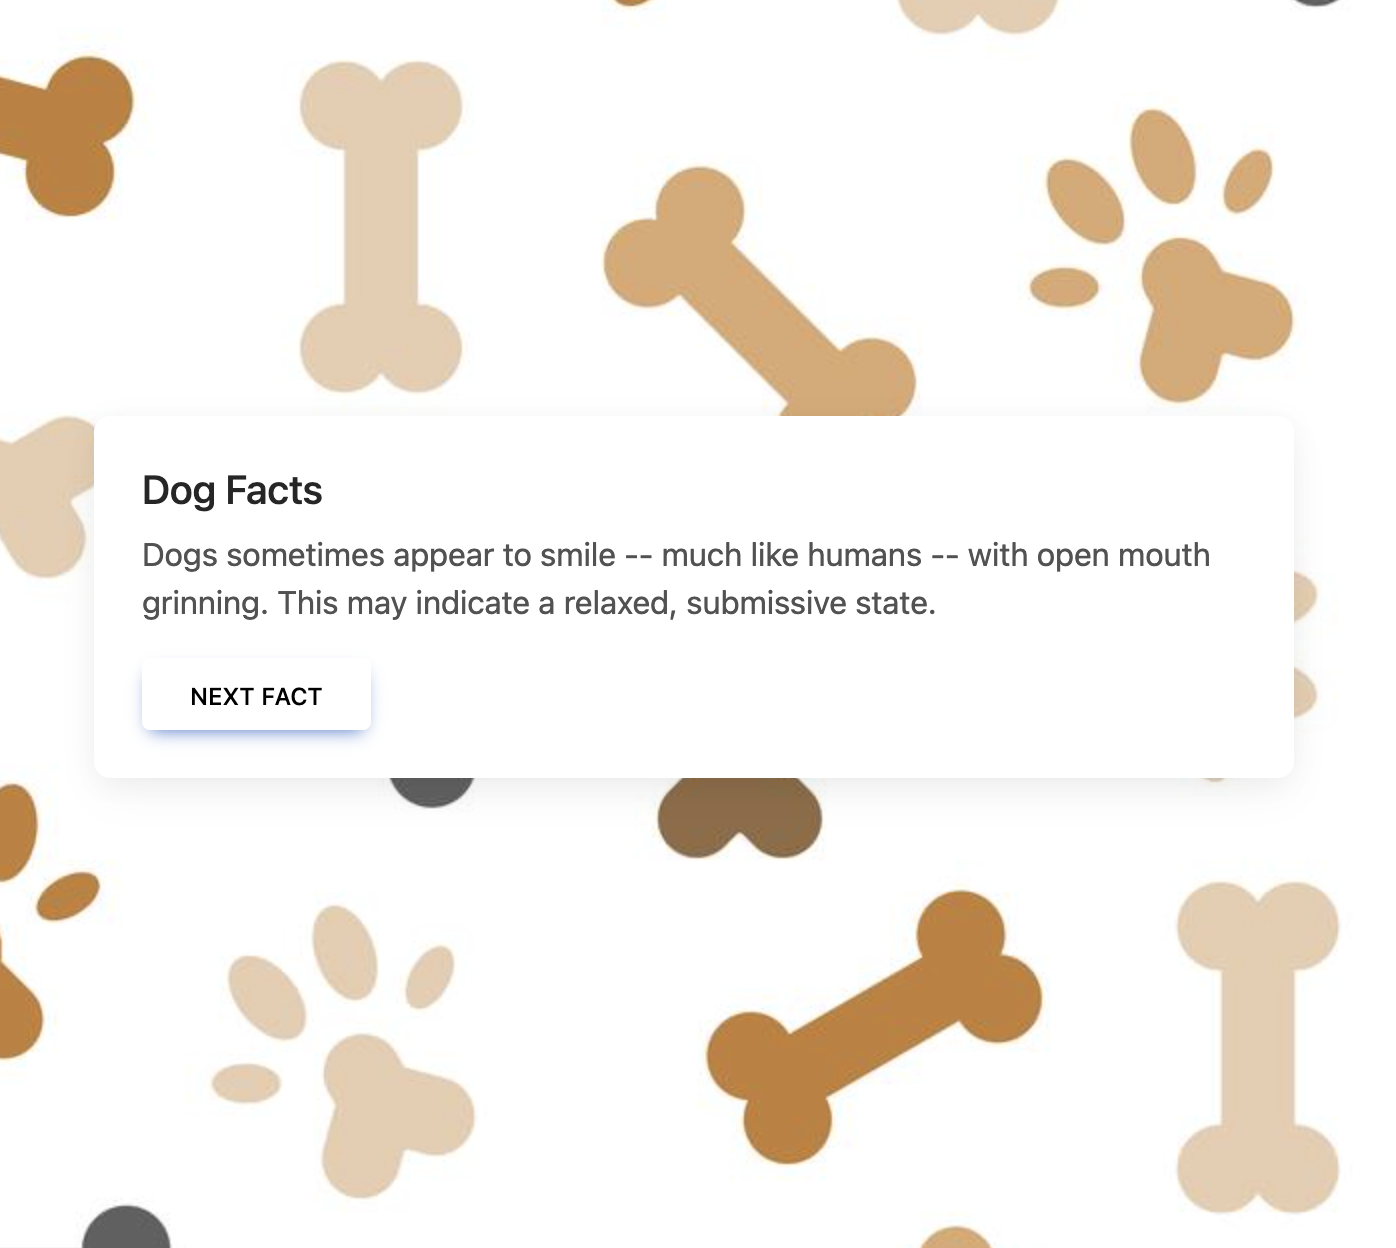 Dog Facts
Dogs sometimes appear to smile -- much like humans -- with open mouth
grinning. This may indicate a relaxed, submissive state.
NEXT FACT